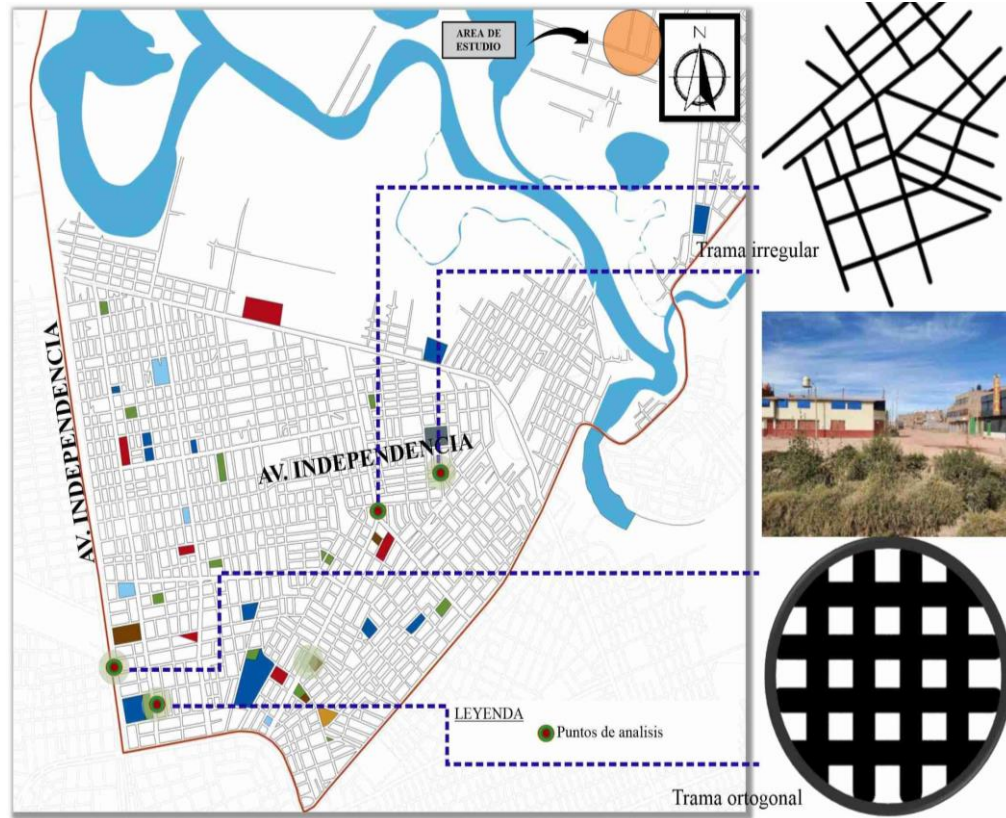 AREA DE
ESTUDIO
N
Trama irregular
AV. INDEPENDENCIA
AV. INDEPENDENCIA
LEYENDA
Puntos de analisis
Trama ortogonal